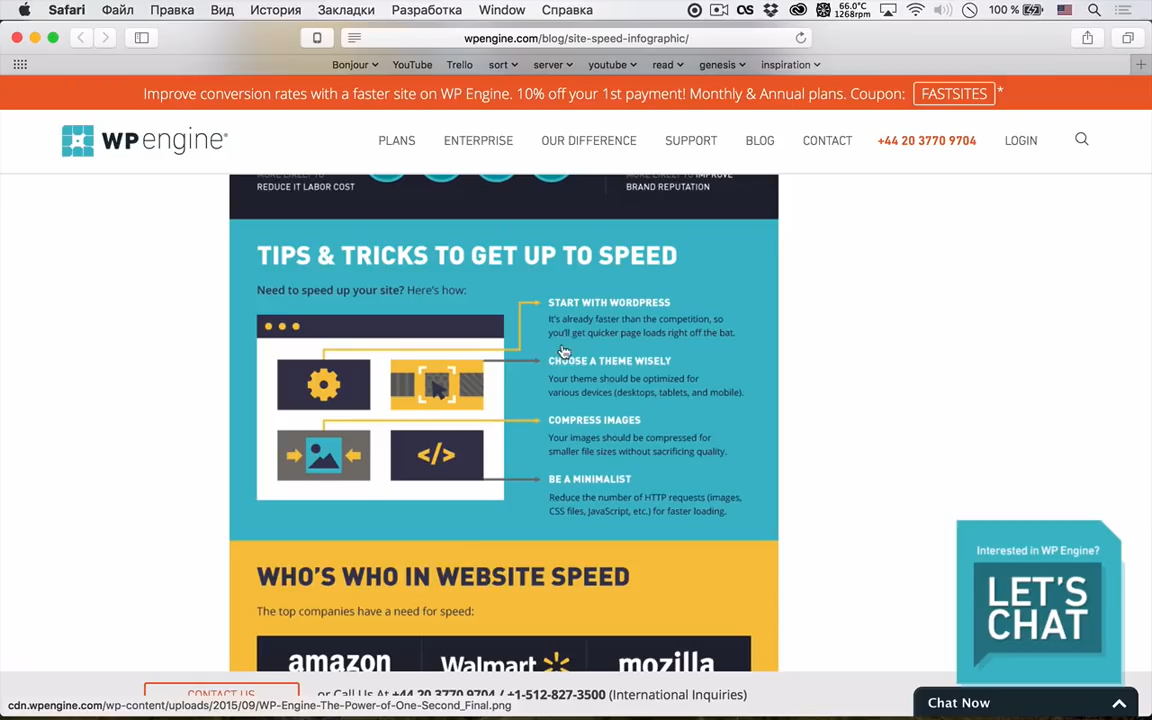 Safari Файл Правка Вид История Закладки Разработка Window Справка 66.0°C 1268rpm 100 %
wpengine.com/blog/site-speed-infographic/
Bonjour YouTube Trello sort server youtube read genesis inspiration
Improve conversion rates with a faster site on WP Engine. 10% off your 1st payment! Monthly & Annual plans. Coupon: FASTSITES *
WP engine® PLANS ENTERPRISE OUR DIFFERENCE SUPPORT BLOG CONTACT +44 20 3770 9704 LOGIN
MORE LIKELY TO IMPROVE
REDUCE IT LABOR COST BRAND REPUTATION
TIPS & TRICKS TO GET UP TO SPEED
Need to speed up your site? Here's how:
START WITH WORDPRESS
It's already faster than the competition, so
you'll get quicker page loads right off the bat.
CHOOSE A THEME WISELY
Your theme should be optimized for
various devices (desktops, tablets, and mobile).
COMPRESS IMAGES
Your images should be compressed for
smaller file sizes without sacrificing quality.
</>
BE A MINIMALIST
Reduce the number of HTTP requests (images,
CSS files, JavaScript, etc.) for faster loading.
WHO'S WHO IN WEBSITE SPEED
The top companies have a need for speed:
amazon Walmart mozilla
Interested in WP Engine?
LET'S
CHAT
CONTACT US or Call Us At +44 20 3770 9704 / +1-512-827-3500 (International Inquiries)
Chat Now
cdn.wpengine.com/wp-content/uploads/2015/09/WP-Engine-The-Power-of-One-Second_Final.png